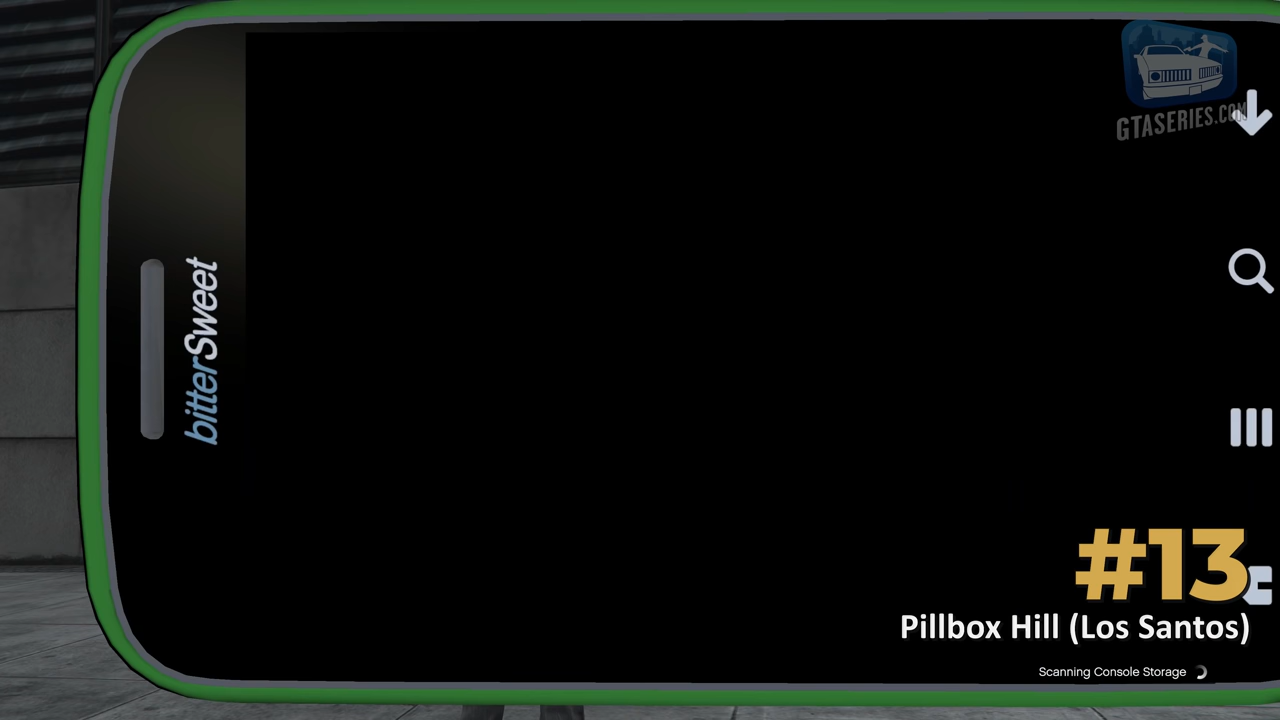 GTASERIES.COM
bitterSweet
#13
Pillbox Hill (Los Santos)
Scanning Console Storage